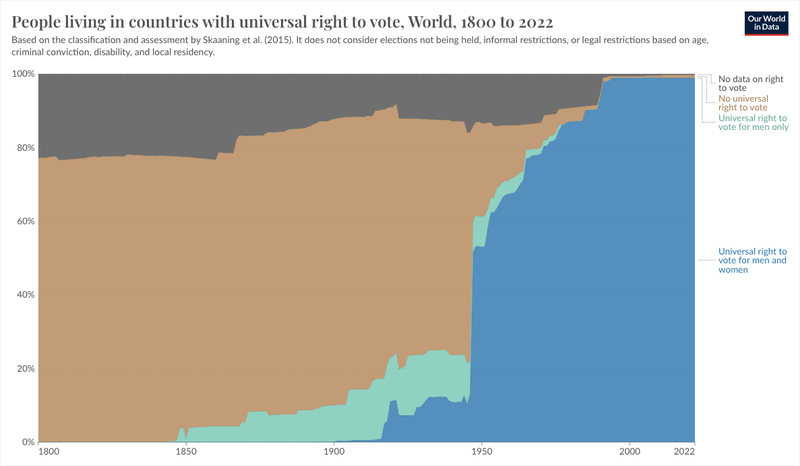 People living in countries with universal right to vote, World, 1800 to 2022
Our World
in Data
Based on the classification and assessment by Skaaning et al. (2015). It does not consider elections not being held, informal restrictions, or legal restrictions based on age,
criminal conviction, disability, and local residency.
100%
80%
60%
40%
20%
0%
No data on right
to vote
No universal
right to vote
Universal right to
vote for men only
Universal right to
vote for men and
women
1800
1850
1900
1950
2000
2022